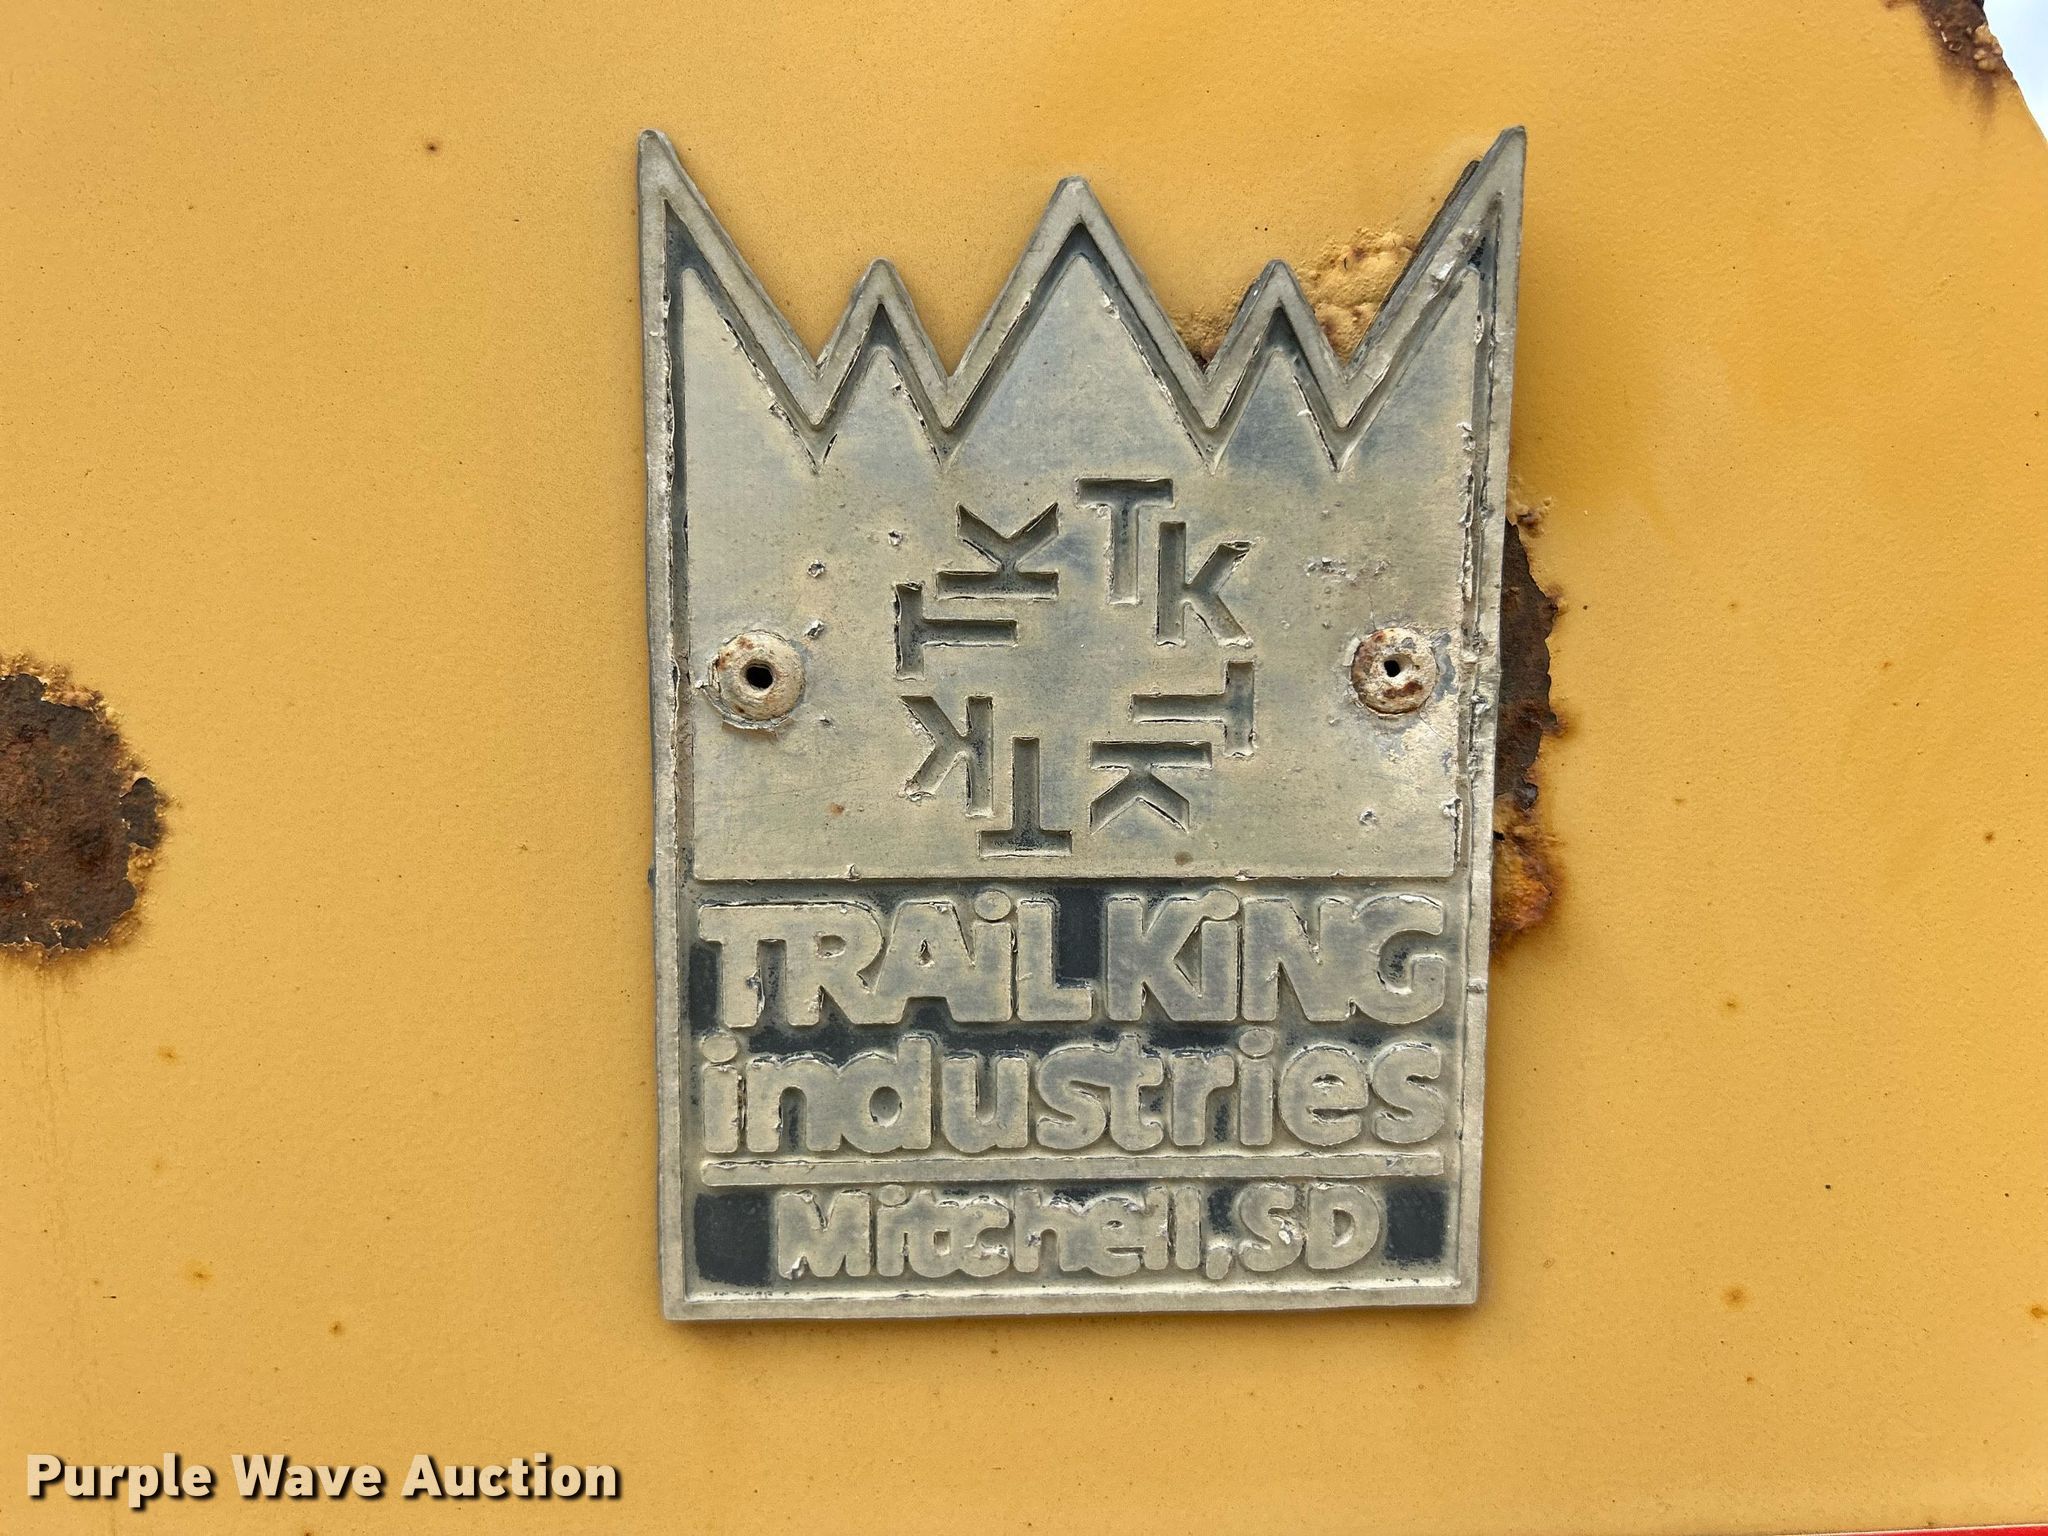 TK
TK
TK
TK
TRAiL KiNG
industries
Mitchell, SD
Purple Wave Auction